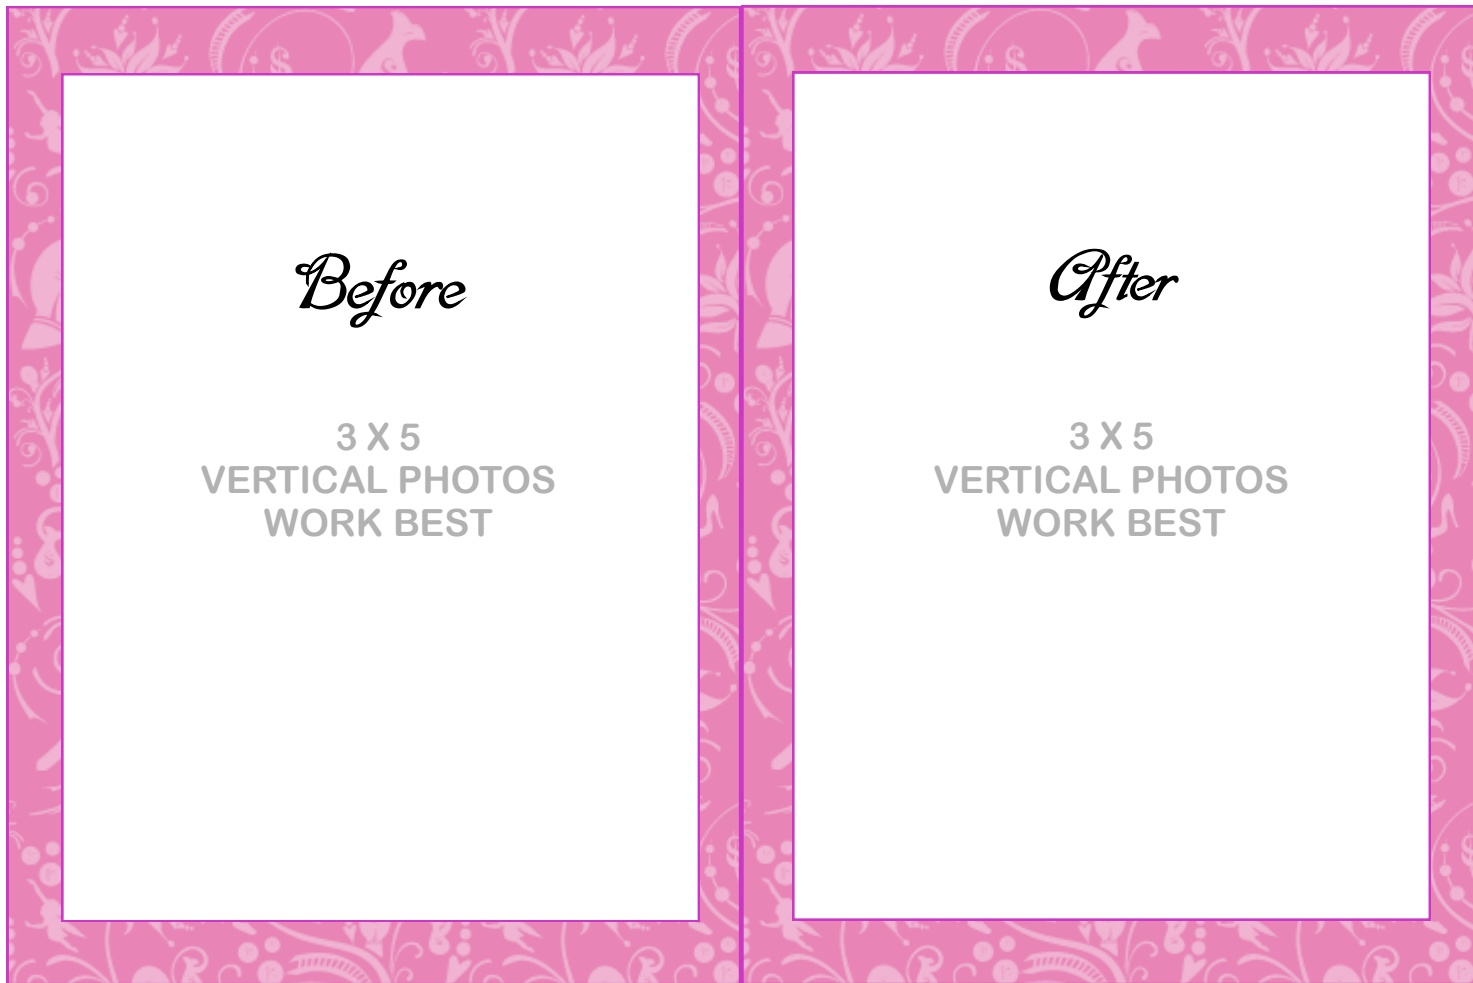 Before
3 X 5
VERTICAL PHOTOS
WORK BEST
After
3 X 5
VERTICAL PHOTOS
WORK BEST